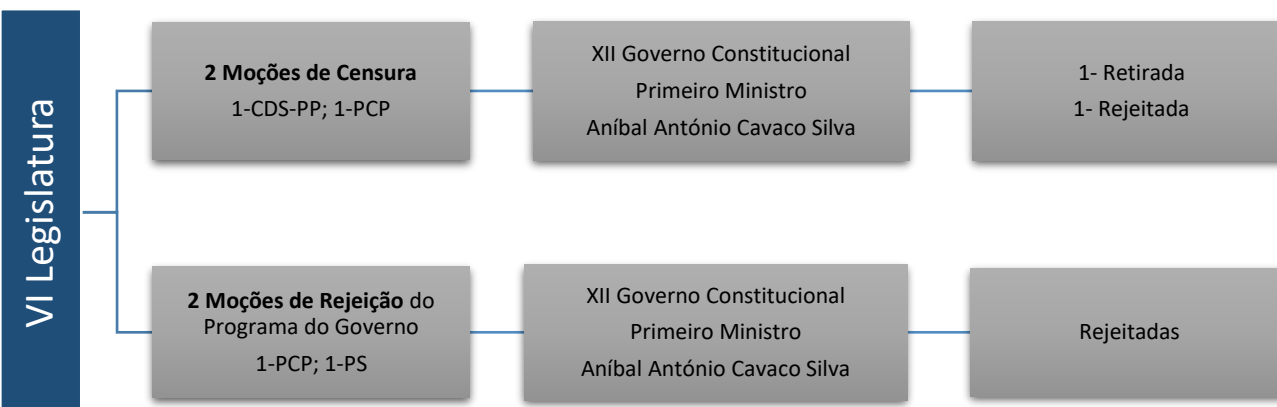 VI Legislatura
2 Moções de Censura
1-CDS-PP; 1-PCP
XII Governo Constitucional
Primeiro Ministro
Aníbal António Cavaco Silva
1- Retirada
1- Rejeitada
2 Moções de Rejeição do
Programa do Governo
1-PCP; 1-PS
XII Governo Constitucional
Primeiro Ministro
Aníbal António Cavaco Silva
Rejeitadas